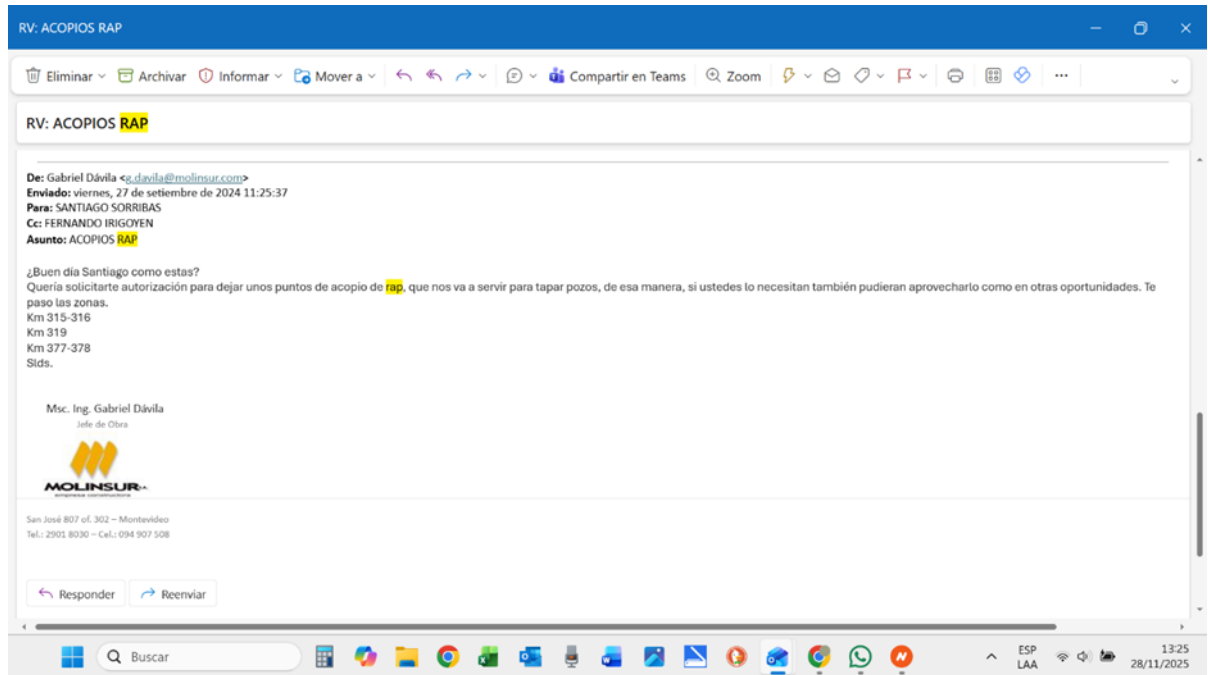 RV: ACOPIOS RAP
Eliminar
Archivar
Informar
Mover a
Compartir en Teams
Zoom
RV: ACOPIOS RAP
De: Gabriel Dávila <g.davila@molinsur.com>
Enviado: viernes, 27 de setiembre de 2024 11:25:37
Para: SANTIAGO SORRIBAS
Cc: FERNANDO IRIGOYEN
Asunto: ACOPIOS RAP
¿Buen día Santiago como estas?
Quería solicitarte autorización para dejar unos puntos de acopio de rap, que nos va a servir para tapar pozos, de esa manera, si ustedes lo necesitan también pudieran aprovecharlo como en otras oportunidades. Te
paso las zonas.
Km 315-316
Km 319
Km 377-378
Slds.
Msc. Ing. Gabriel Dávila
Jefe de Obra
MOLINSUR S.A.
empresa constructora
San José 807 of. 302 – Montevideo
Tel.: 2901 8030 – Cel.: 094 907 508
Responder
Reenviar
Buscar
ESP
LAA
13:25
28/11/2025